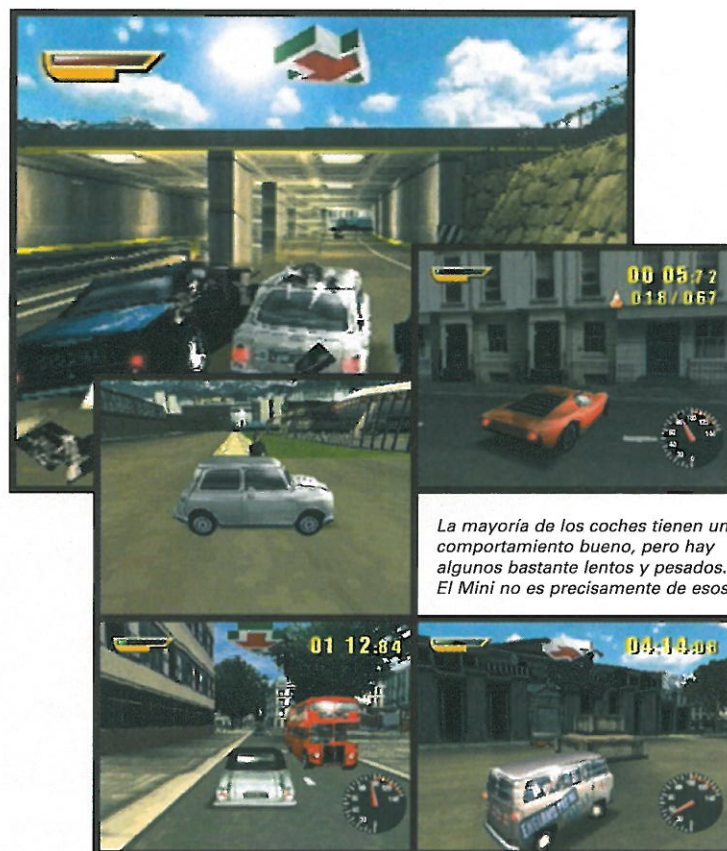 00 05:72
018/067
La mayoría de los coches tienen un
comportamiento bueno, pero hay
algunos bastante lentos y pesados.
El Mini no es precisamente de esos
01 12:84
04:14:08
ENGLAND